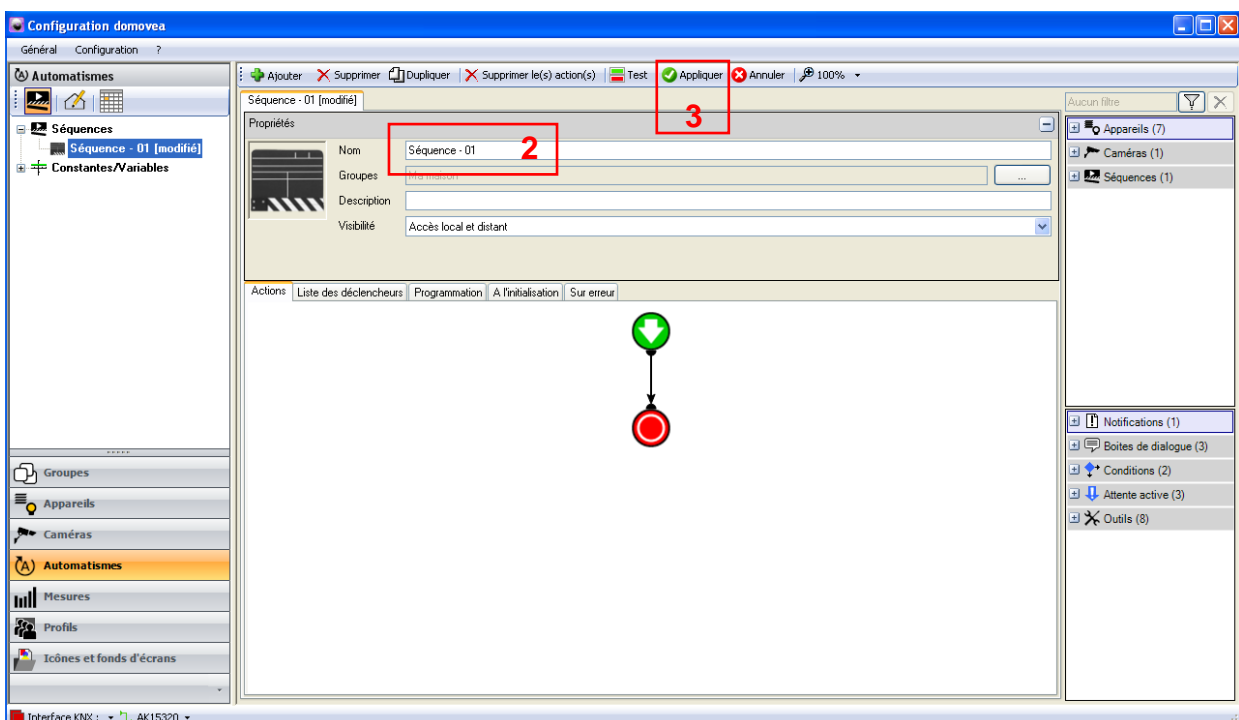 Configuration domovea
Général Configuration ?
Automatismes
Séquences
Séquence - 01 [modifié]
Constantes/Variables
Groupes
Appareils
Caméras
Automatismes
Mesures
Profils
Icônes et fonds d'écrans
Ajouter Supprimer Dupliquer Supprimer le(s) action(s) Test Appliquer Annuler 100%
3
Séquence - 01 [modifié]
Propriétés
Nom Séquence - 01
2
Groupes Ma maison ...
Description
Visibilité Accès local et distant
Actions Liste des déclencheurs Programmation A l'initialisation Sur erreur
Aucun filtre
Appareils (7)
Caméras (1)
Séquences (1)
Notifications (1)
Boites de dialogue (3)
Conditions (2)
Attente active (3)
Outils (8)
Interface KNX : AK15320